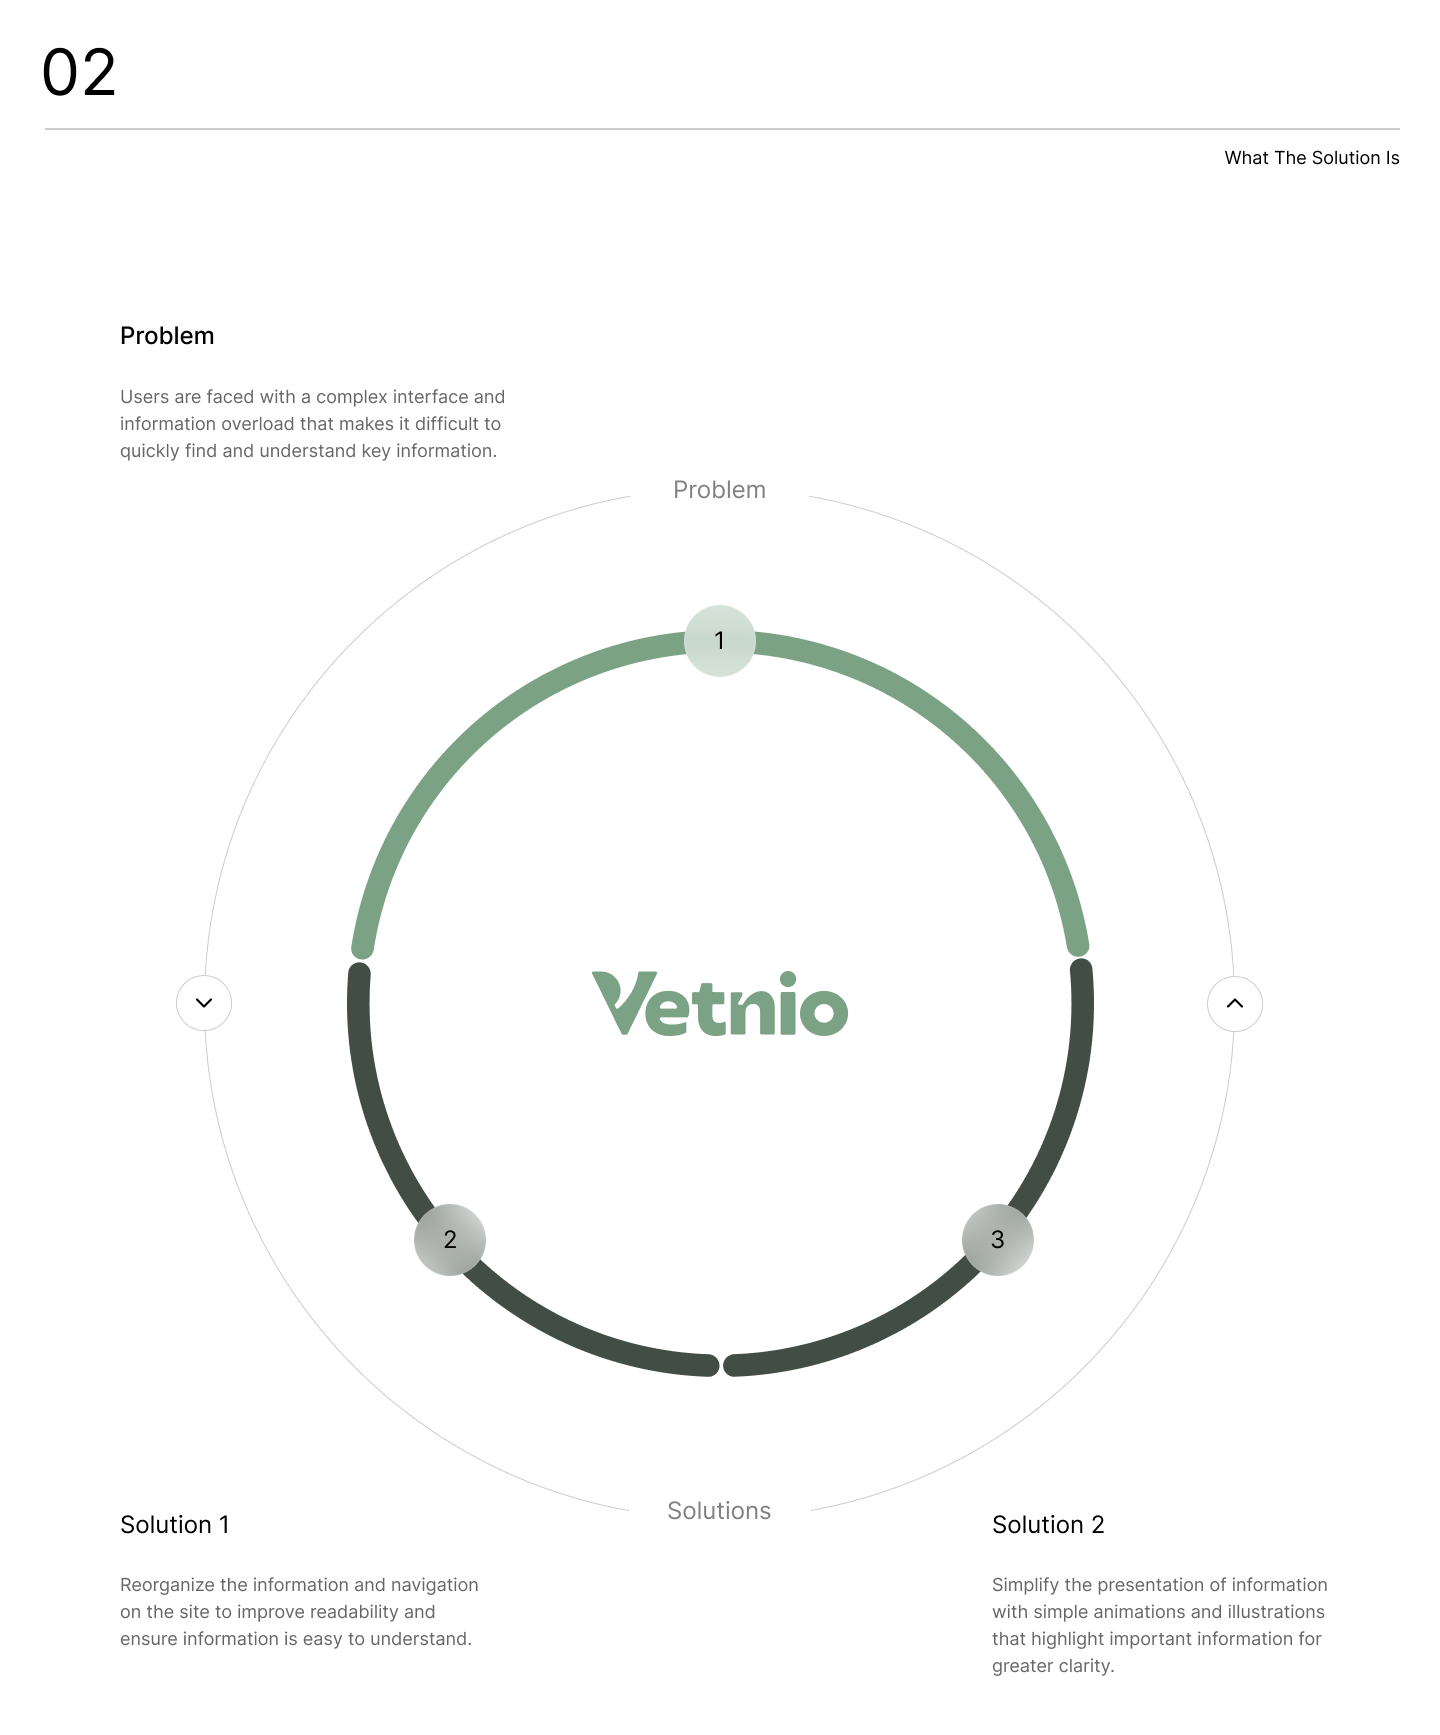 02
What The Solution Is
Problem
Users are faced with a complex interface and
information overload that makes it difficult to
quickly find and understand key information.
Problem
1
Vetnio
2
3
Solutions
Solution 1
Reorganize the information and navigation
on the site to improve readability and
ensure information is easy to understand.
Solution 2
Simplify the presentation of information
with simple animations and illustrations
that highlight important information for
greater clarity.